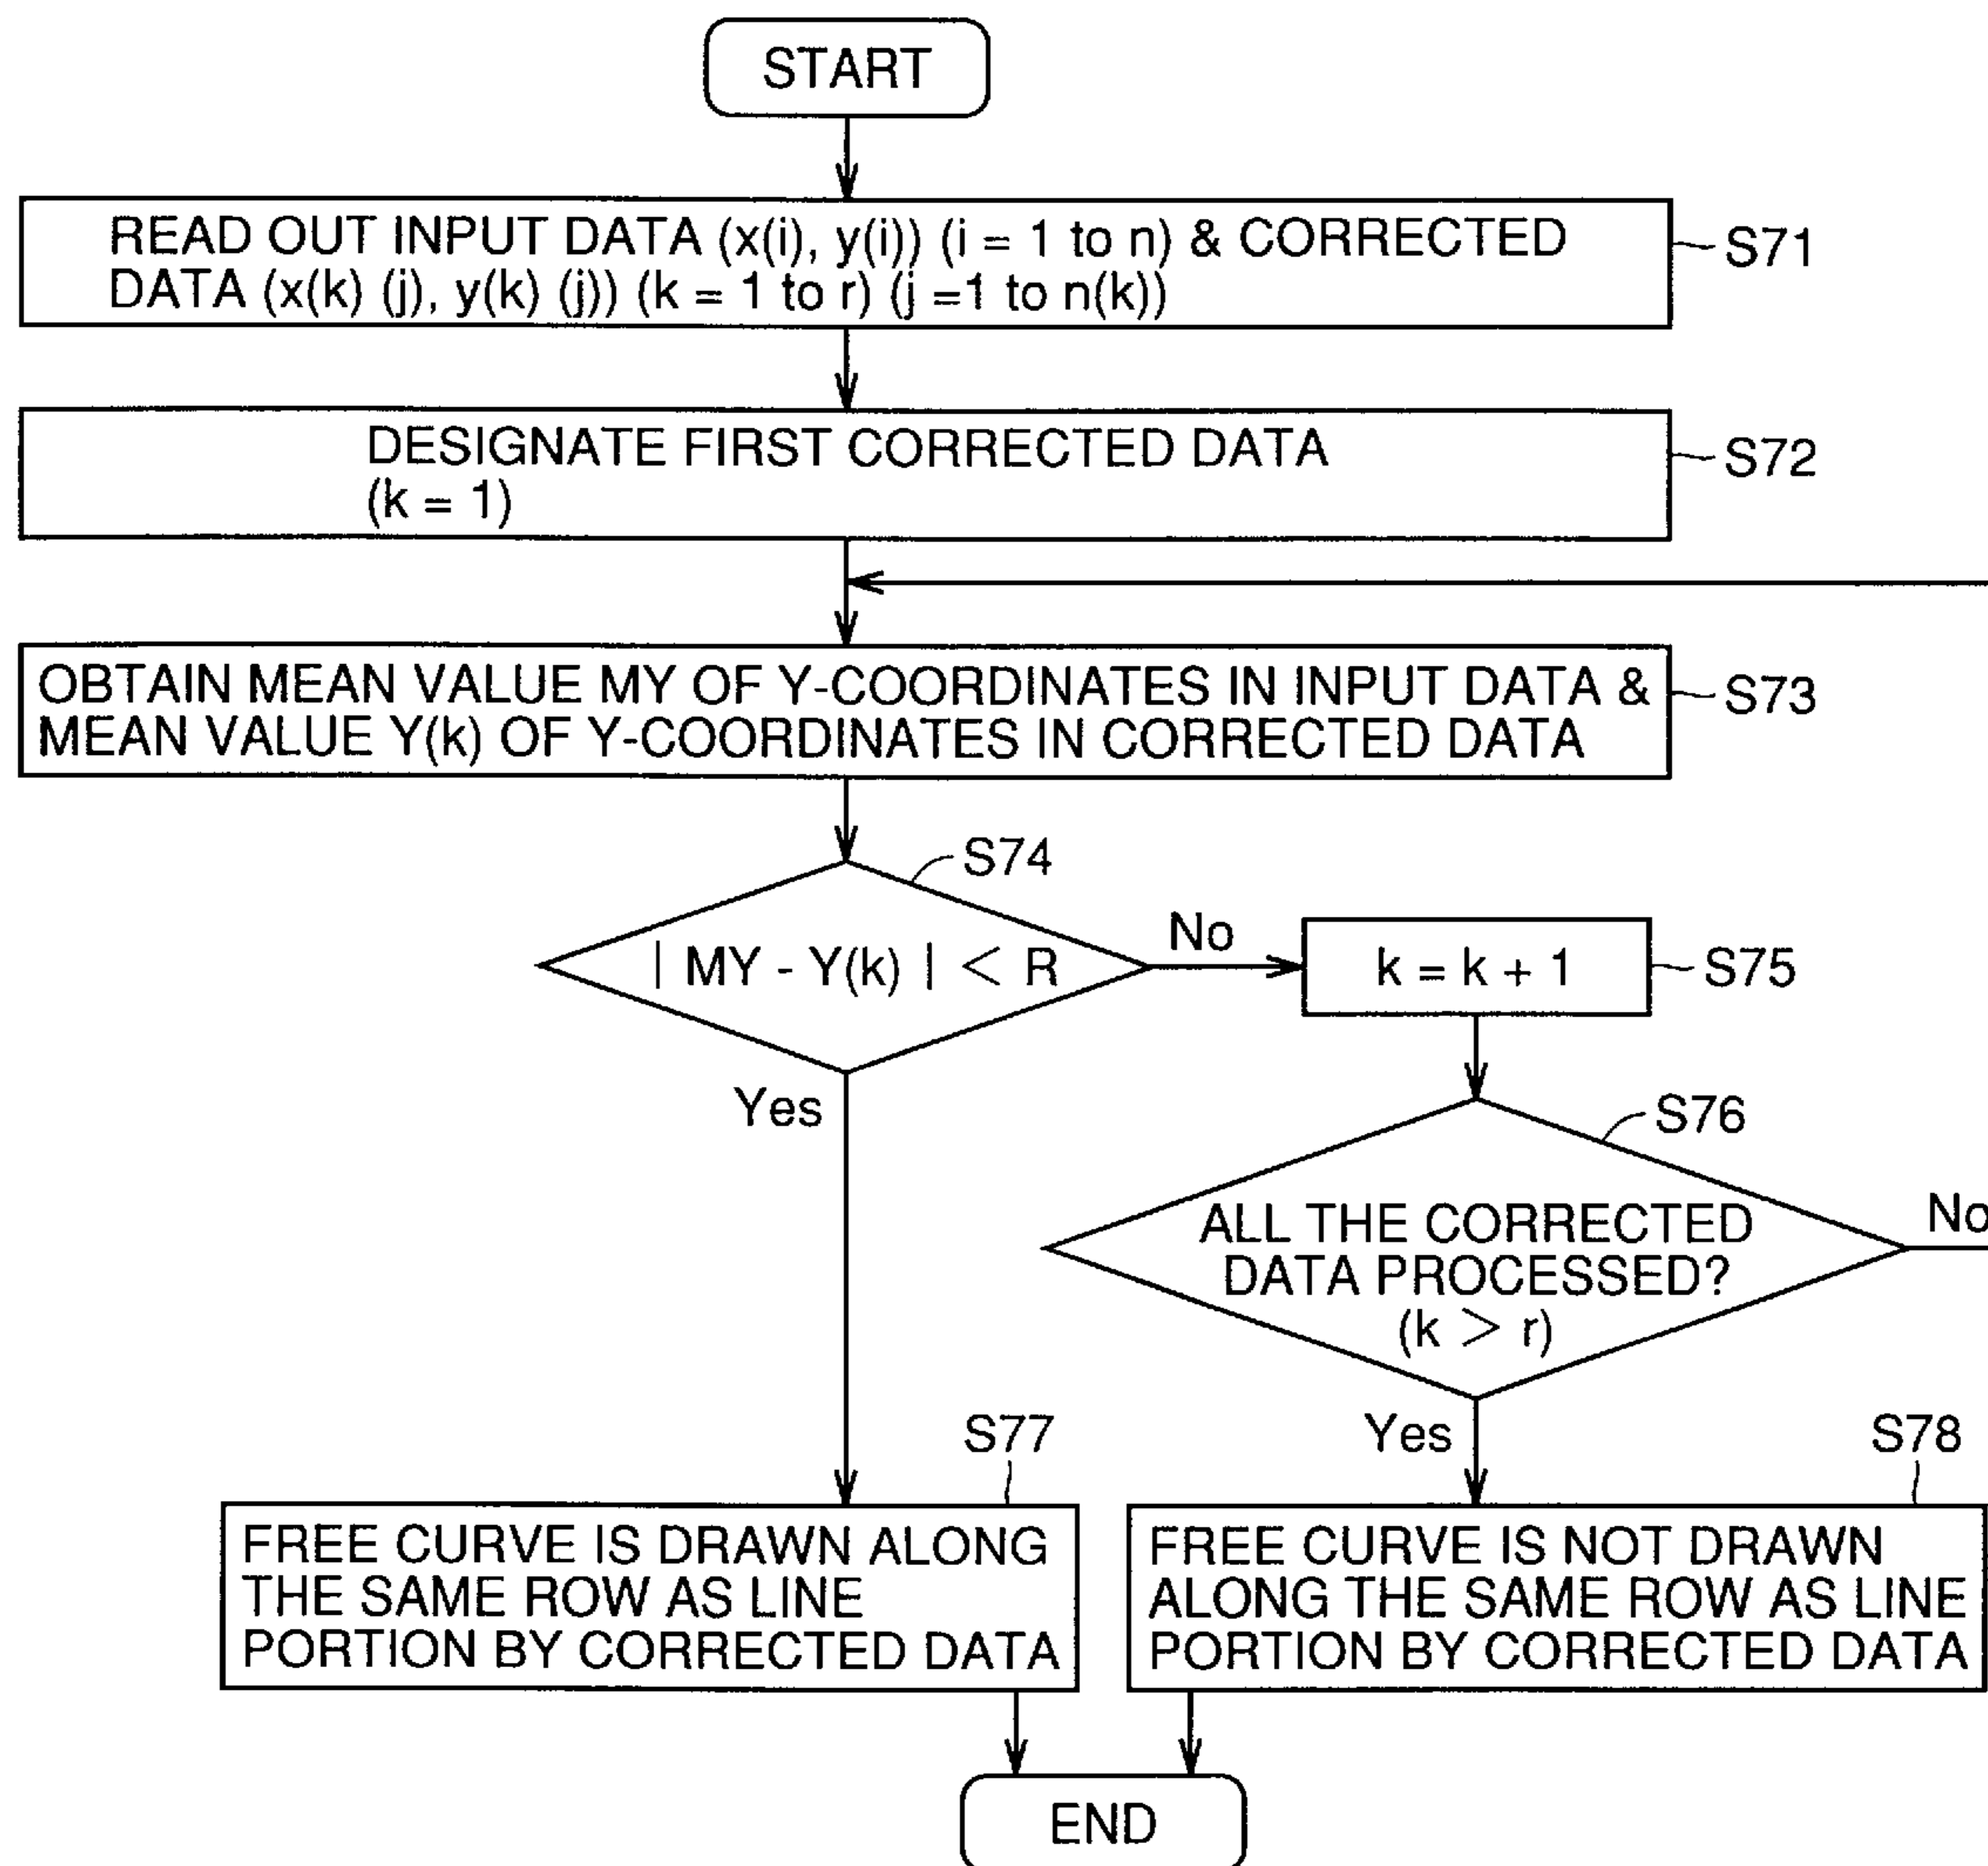 START
READ OUT INPUT DATA (x(i), y(i)) (i = 1 to n) & CORRECTED
DATA (x(k) (j), y(k) (j)) (k = 1 to r) (j =1 to n(k))
S71
DESIGNATE FIRST CORRECTED DATA
(k = 1)
S72
OBTAIN MEAN VALUE MY OF Y-COORDINATES IN INPUT DATA &
MEAN VALUE Y(k) OF Y-COORDINATES IN CORRECTED DATA
S73
S74
| MY - Y(k) | < R
No
k = k + 1
S75
Yes
S76
ALL THE CORRECTED
DATA PROCESSED?
(k > r)
No
Yes
S77
S78
FREE CURVE IS DRAWN ALONG
THE SAME ROW AS LINE
PORTION BY CORRECTED DATA
FREE CURVE IS NOT DRAWN
ALONG THE SAME ROW AS LINE
PORTION BY CORRECTED DATA
END